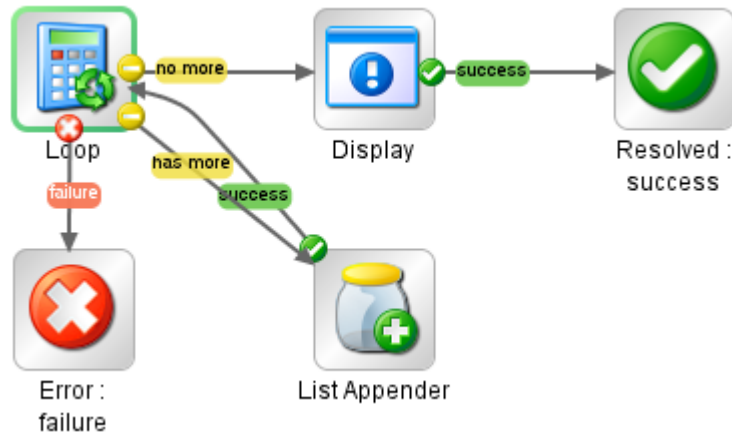 no more
success
Loop
Display
Resolved :
success
has more
failure
success
Error :
failure
List Appender